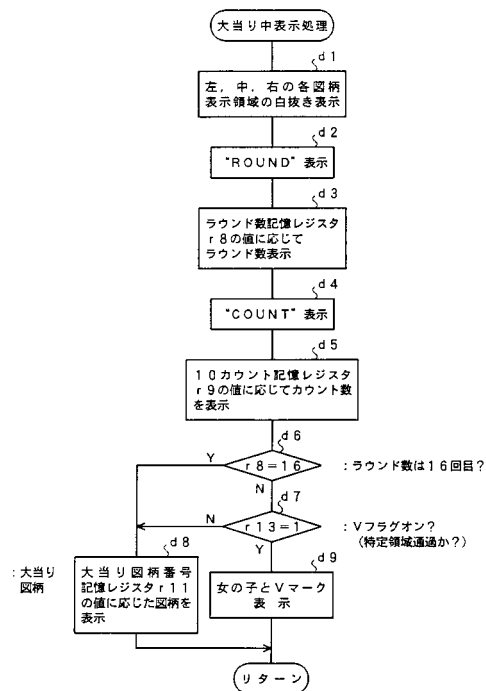 大当り中表示処理
d1
左，中，右の各図柄
表示領域の白抜き表示
d2
"ROUND" 表示
d3
ラウンド数記憶レジスタ
r8の値に応じて
ラウンド数表示
d4
"COUNT" 表示
d5
10カウント記憶レジスタ
r9の値に応じてカウント数
を表示
d6
Y
r8=16
:ラウンド数は16回目？
N
d7
N
r13=1
:Vフラグオン？
(特定領域通過か？)
Y
d8
d9
:大当り
図柄
大当り図柄番号
記憶レジスタr11
の値に応じた図柄を
表示
女の子とVマーク
表示
リターン